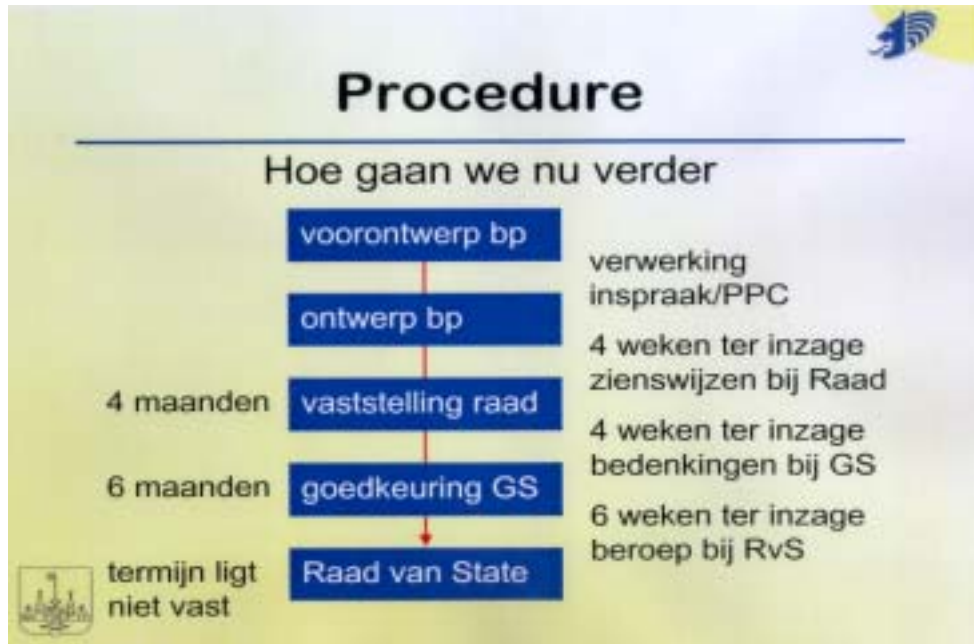 Procedure
Hoe gaan we nu verder
voorontwerp bp
verwerking
inspraak/PPC
ontwerp bp
4 weken ter inzage
zienswijzen bij Raad
4 maanden
vaststelling raad
4 weken ter inzage
bedenkingen bij GS
6 maanden
goedkeuring GS
6 weken ter inzage
beroep bij RvS
termijn ligt
niet vast
Raad van State